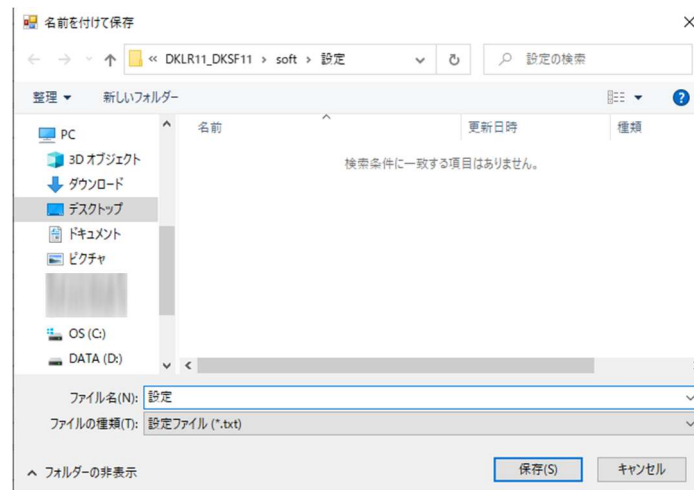 名前を付けて保存
« DKLR11_DKSF11 › soft › 設定
設定の検索
整理 ▼ 新しいフォルダー
名前 更新日時 種類
検索条件に一致する項目はありません。
PC
3D オブジェクト
ダウンロード
デスクトップ
ドキュメント
ピクチャ
OS (C:)
DATA (D:)
ファイル名(N): 設定
ファイルの種類(T): 設定ファイル (*.txt)
フォルダーの非表示
保存(S) キャンセル